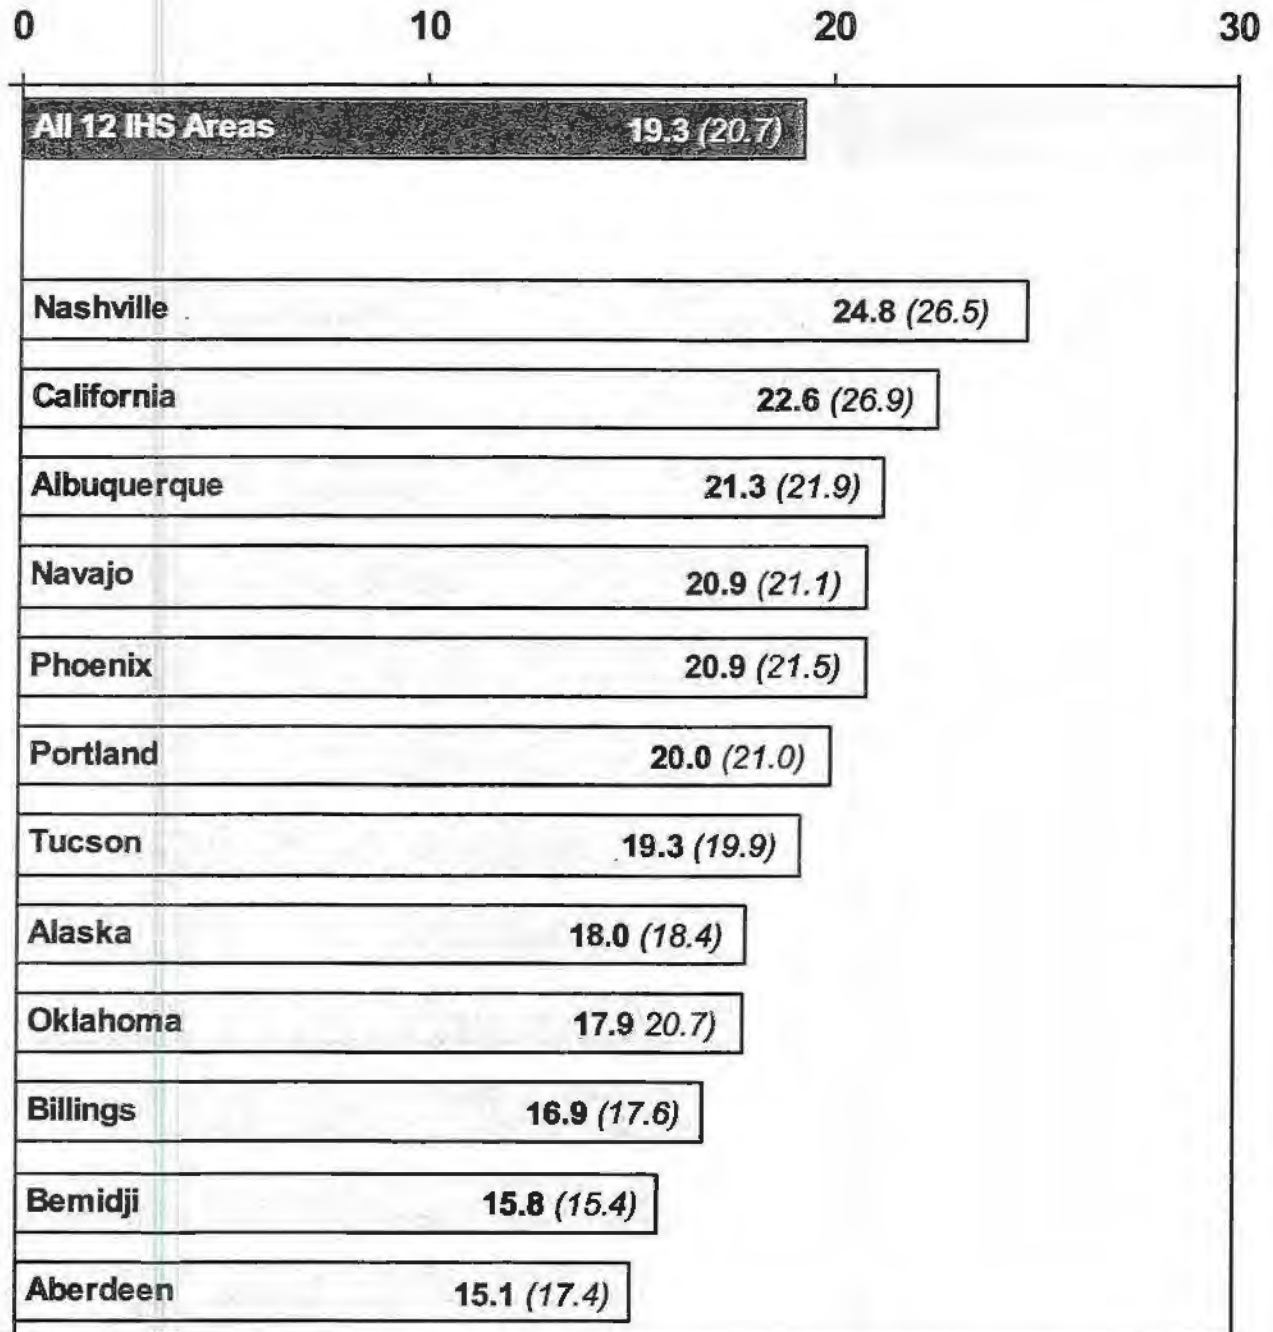 0 10 20 30
All 12 IHS Areas 19.3 (20.7)
Nashville 24.8 (26.5)
California 22.6 (26.9)
Albuquerque 21.3 (21.9)
Navajo 20.9 (21.1)
Phoenix 20.9 (21.5)
Portland 20.0 (21.0)
Tucson 19.3 (19.9)
Alaska 18.0 (18.4)
Oklahoma 17.9 20.7)
Billings 16.9 (17.6)
Bemidji 15.8 (15.4)
Aberdeen 15.1 (17.4)